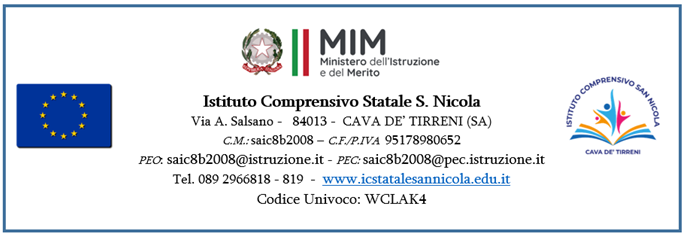 MIM
Ministero dell'Istruzione
e del Merito
Istituto Comprensivo Statale S. Nicola
Via A. Salsano - 84013 - CAVA DE' TIRRENI (SA)
C.M.: saic8b2008 – C.F./P.IVA 95178980652
PEO: saic8b2008@istruzione.it - PEC: saic8b2008@pec.istruzione.it
Tel. 089 2966818 - 819 - www.icstatalesannicola.edu.it
Codice Univoco: WCLAK4
ISTITUTO COMPRENSIVO SAN NICOLA
CAVA DE' TIRRENI